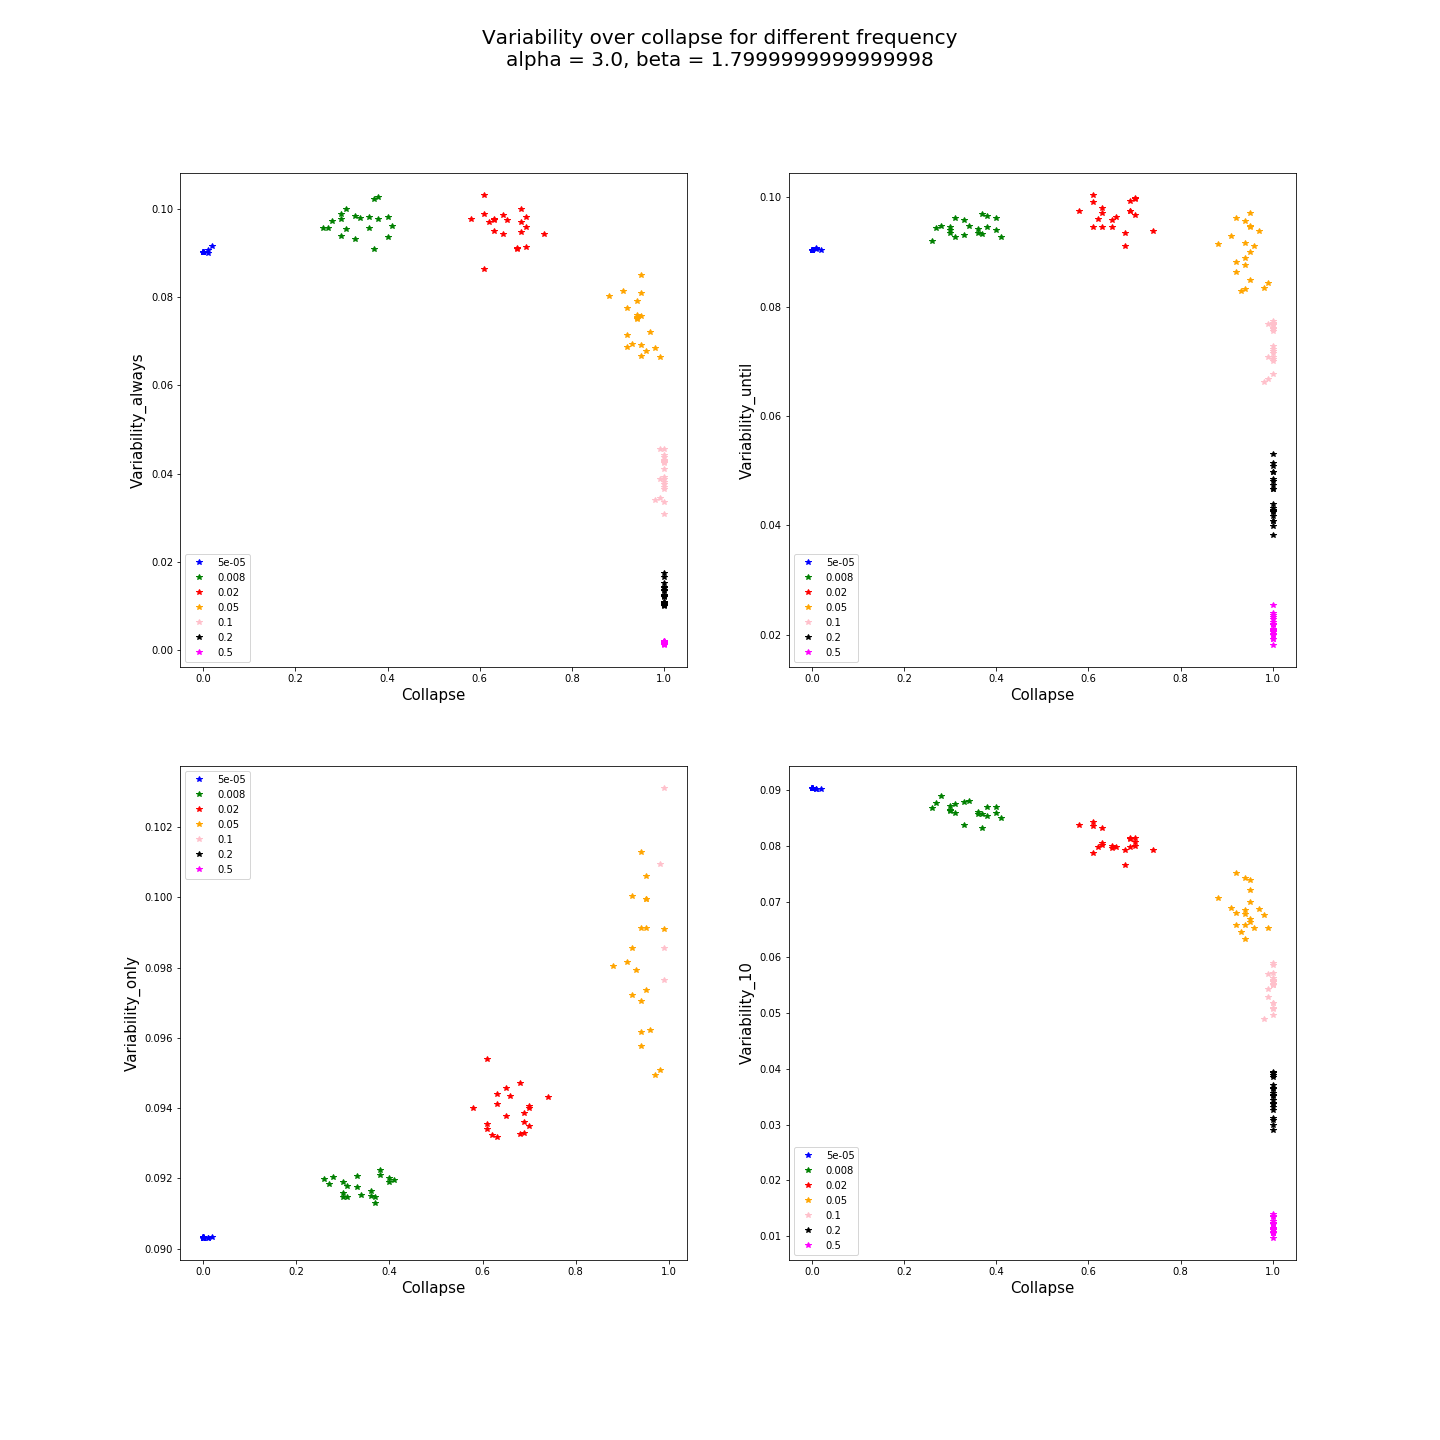 Variability over collapse for different frequency
alpha = 3.0, beta = 1.7999999999999998
0.10
0.08
0.06
0.04
0.02
0.00
Variability_always
5e-05
0.008
0.02
0.05
0.1
0.2
0.5
0.0 0.2 0.4 0.6 0.8 1.0
Collapse
0.10
0.08
0.06
0.04
0.02
Variability_until
5e-05
0.008
0.02
0.05
0.1
0.2
0.5
0.0 0.2 0.4 0.6 0.8 1.0
Collapse
0.102
0.100
0.098
0.096
0.094
0.092
0.090
Variability_only
5e-05
0.008
0.02
0.05
0.1
0.2
0.5
0.0 0.2 0.4 0.6 0.8 1.0
Collapse
0.09
0.08
0.07
0.06
0.05
0.04
0.03
0.02
0.01
Variability_10
5e-05
0.008
0.02
0.05
0.1
0.2
0.5
0.0 0.2 0.4 0.6 0.8 1.0
Collapse